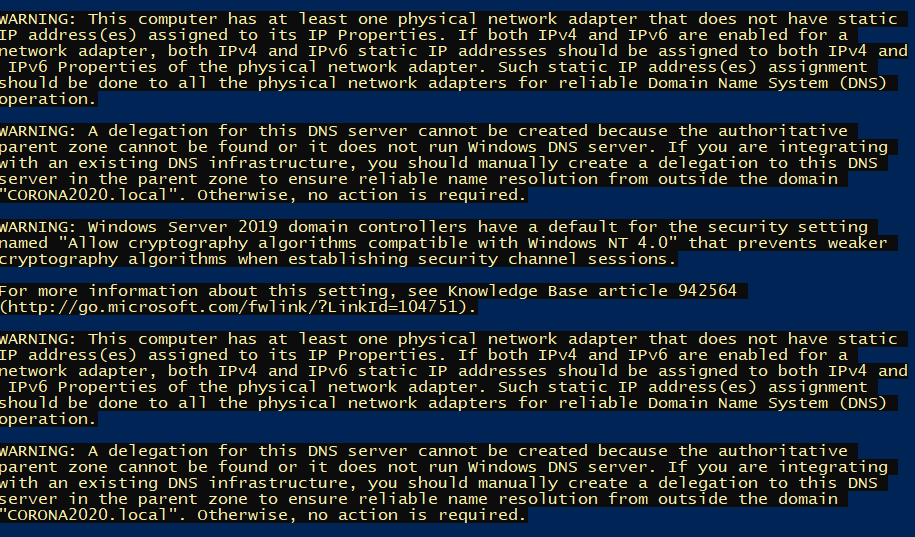 WARNING: This computer has at least one physical network adapter that does not have static
IP address(es) assigned to its IP Properties. If both IPv4 and IPv6 are enabled for a
network adapter, both IPv4 and IPv6 static IP addresses should be assigned to both IPv4 and
IPv6 Properties of the physical network adapter. Such static IP address(es) assignment
should be done to all the physical network adapters for reliable Domain Name System (DNS)
operation.
WARNING: A delegation for this DNS server cannot be created because the authoritative
parent zone cannot be found or it does not run Windows DNS server. If you are integrating
with an existing DNS infrastructure, you should manually create a delegation to this DNS
server in the parent zone to ensure reliable name resolution from outside the domain
"CORONA2020.local". Otherwise, no action is required.
WARNING: Windows Server 2019 domain controllers have a default for the security setting
named "Allow cryptography algorithms compatible with Windows NT 4.0" that prevents weaker
cryptography algorithms when establishing security channel sessions.
For more information about this setting, see Knowledge Base article 942564
(http://go.microsoft.com/fwlink/?LinkId=104751).
WARNING: This computer has at least one physical network adapter that does not have static
IP address(es) assigned to its IP Properties. If both IPv4 and IPv6 are enabled for a
network adapter, both IPv4 and IPv6 static IP addresses should be assigned to both IPv4 and
IPv6 Properties of the physical network adapter. Such static IP address(es) assignment
should be done to all the physical network adapters for reliable Domain Name System (DNS)
operation.
WARNING: A delegation for this DNS server cannot be created because the authoritative
parent zone cannot be found or it does not run Windows DNS server. If you are integrating
with an existing DNS infrastructure, you should manually create a delegation to this DNS
server in the parent zone to ensure reliable name resolution from outside the domain
"CORONA2020.local". Otherwise, no action is required.